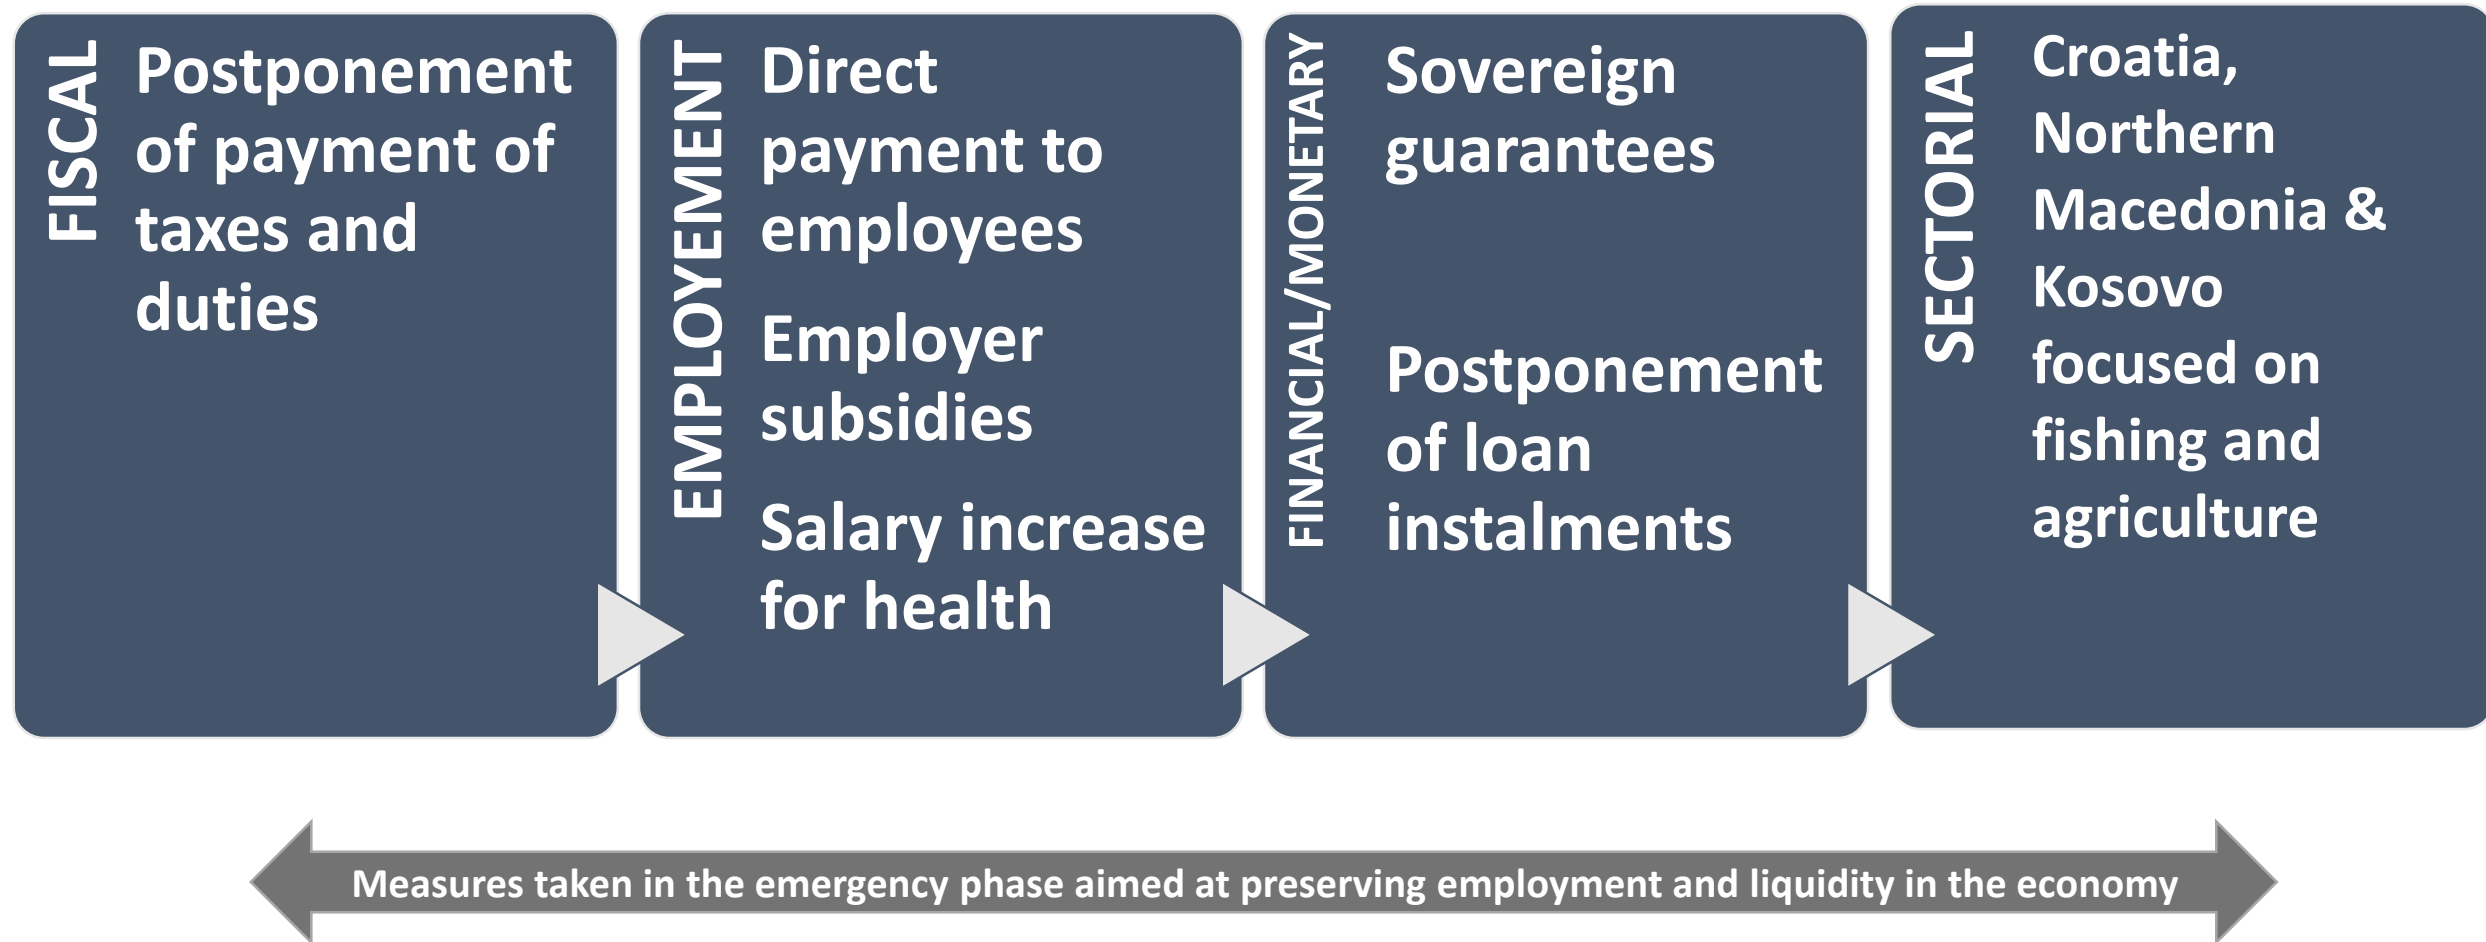 FISCAL
Postponement
of payment of
taxes and
duties
EMPLOYEMENT
Direct
payment to
employees
Employer
subsidies
Salary increase
for health
FINANCIAL/MONETARY
Sovereign
guarantees
Postponement
of loan
instalments
SECTORIAL
Croatia,
Northern
Macedonia &
Kosovo
focused on
fishing and
agriculture
Measures taken in the emergency phase aimed at preserving employment and liquidity in the economy